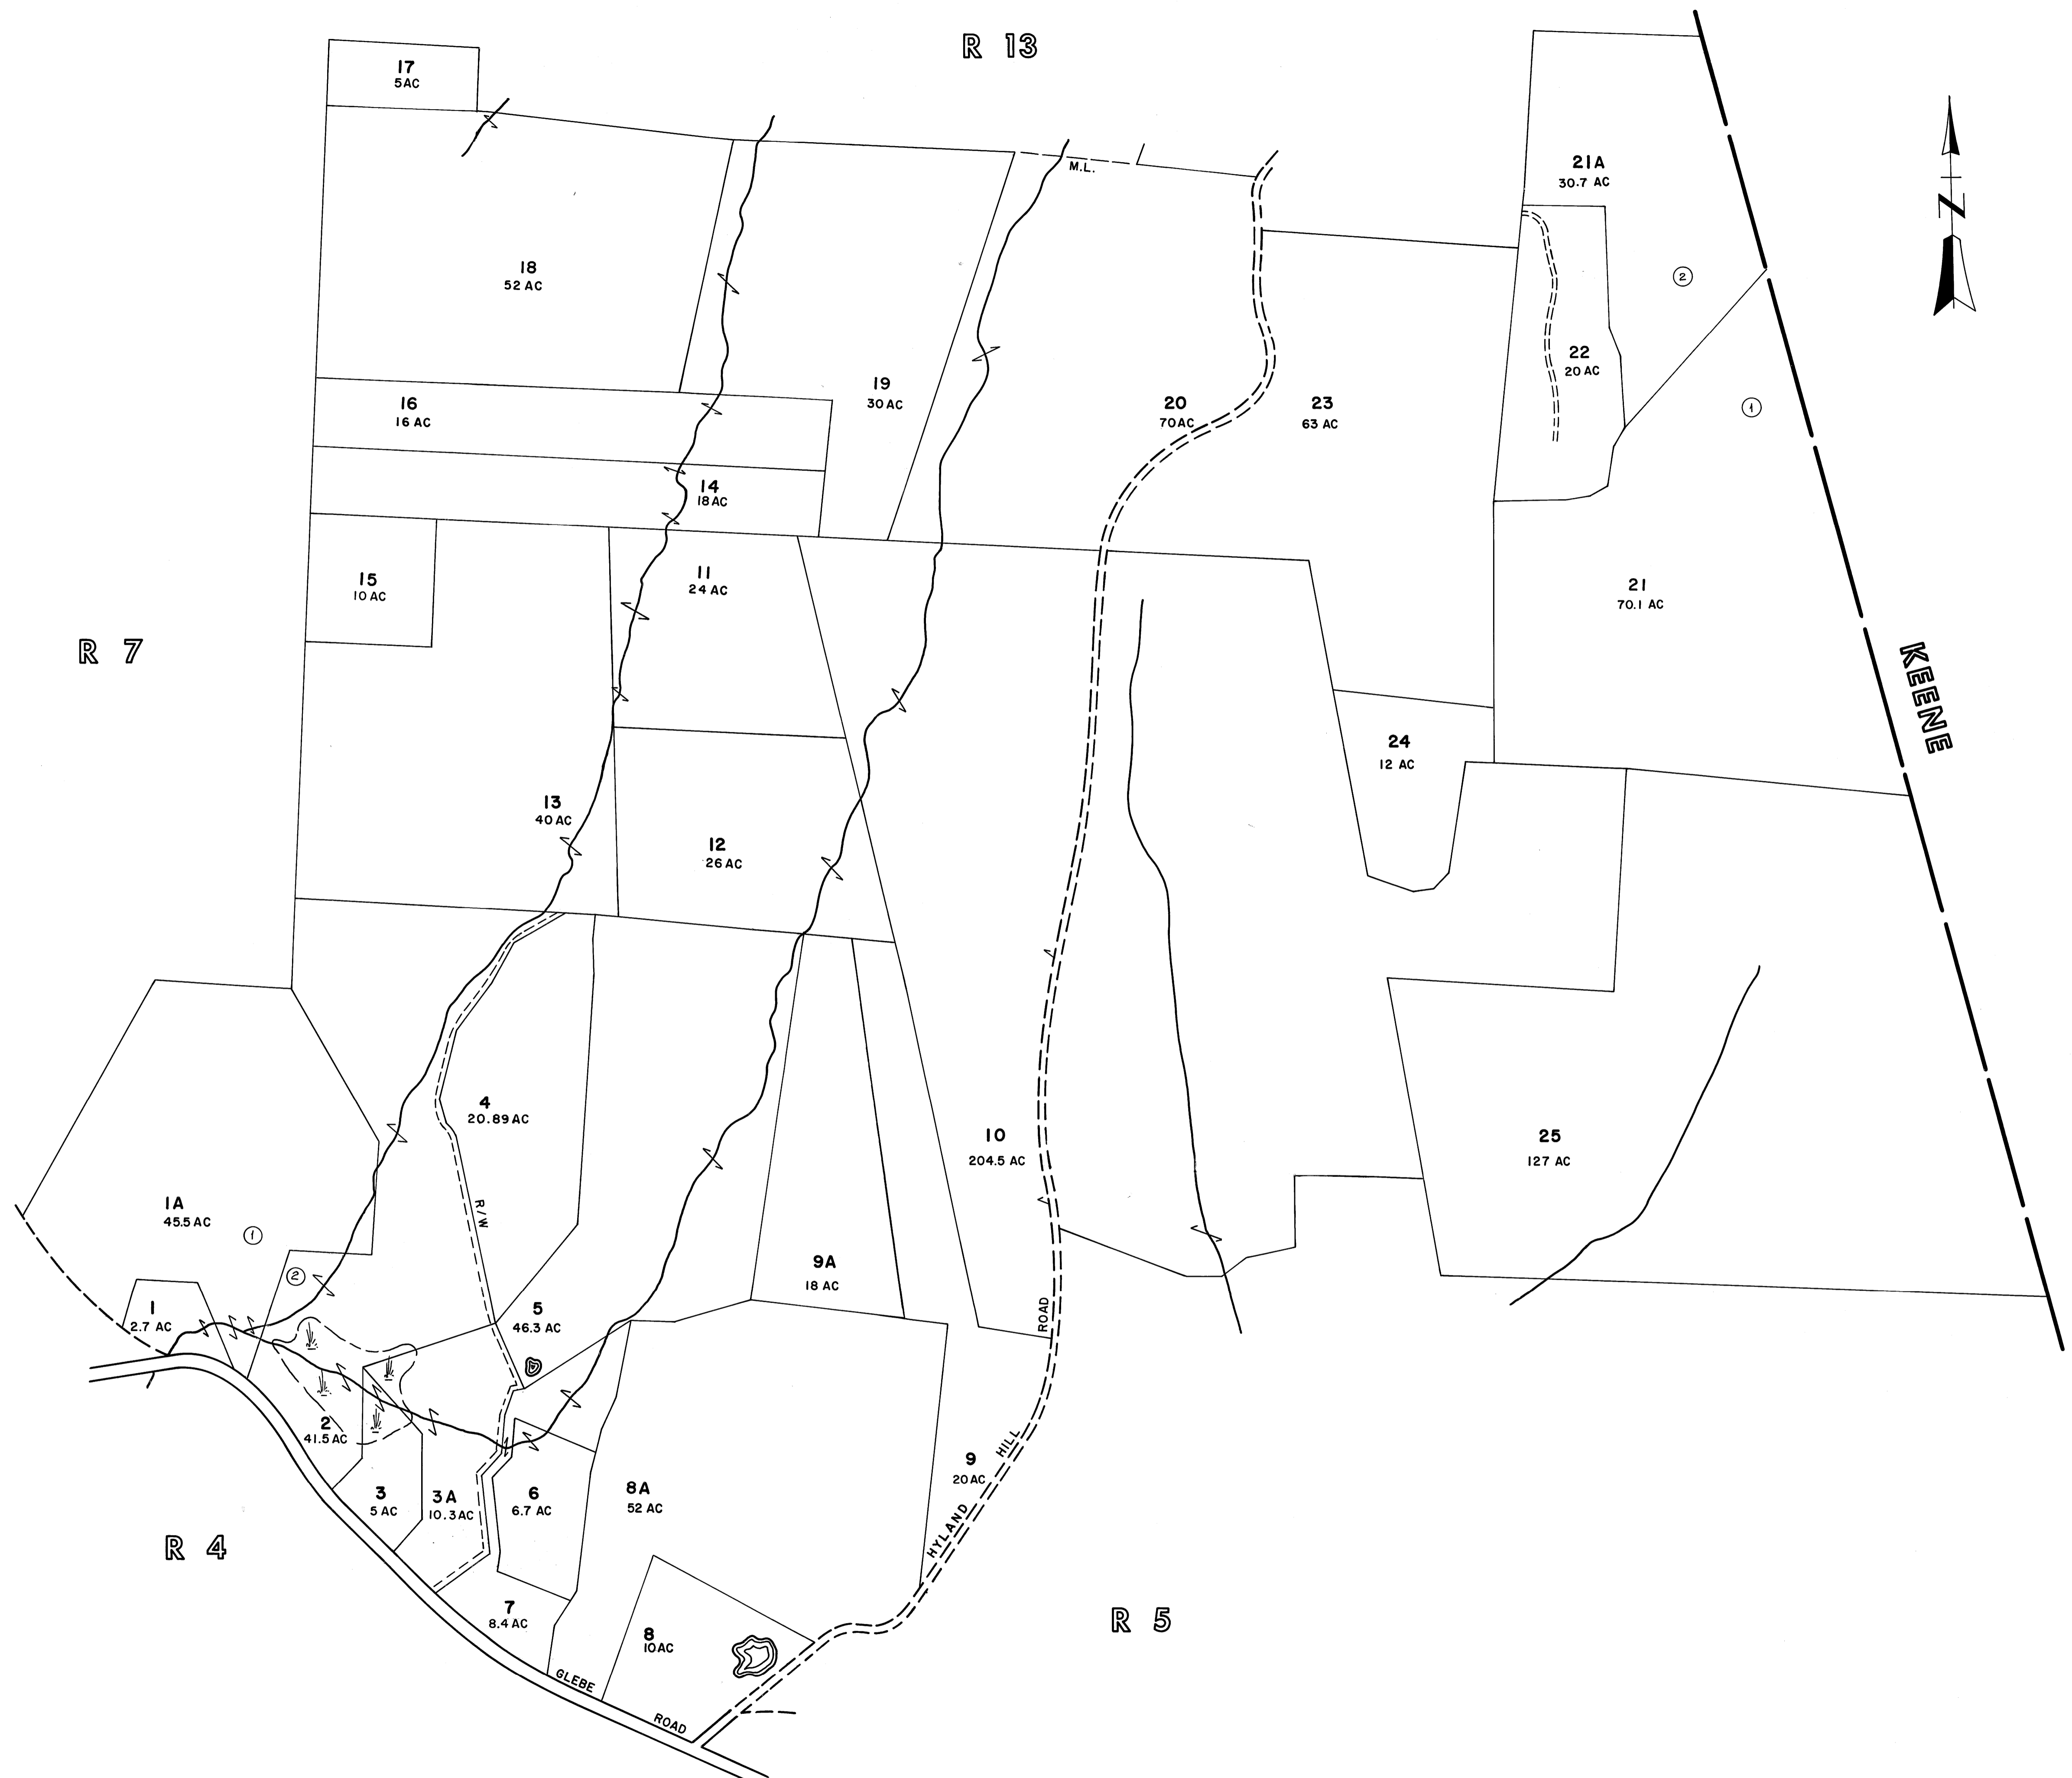 R 13
17
5 AC
M.L.
21A
30.7 AC
18
52 AC
2
N
22
20 AC
19
30 AC
16
16 AC
20
70 AC
23
63 AC
1
14
18 AC
15
10 AC
11
24 AC
21
70.1 AC
R 7
KEENE
24
12 AC
13
40 AC
12
26 AC
4
20.89 AC
10
204.5 AC
25
127 AC
1A
45.5 AC
R/W
1
9A
18 AC
2
1
2.7 AC
5
46.3 AC
2
41.5 AC
3
5 AC
3A
10.3 AC
6
6.7 AC
8A
52 AC
9
20 AC
HYLAND HILL ROAD
R 4
7
8.4 AC
8
10 AC
R 5
GLEBE ROAD